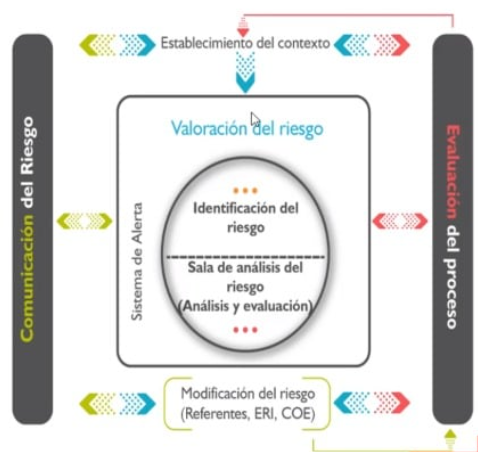 Establecimiento del contexto
Comunicación del Riesgo
Valoración del riesgo
Sistema de Alerta
Identificación del
riesgo
Sala de análisis del
riesgo
(Análisis y evaluación)
Evaluación del proceso
Modificación del riesgo
(Referentes, ERI, COE)